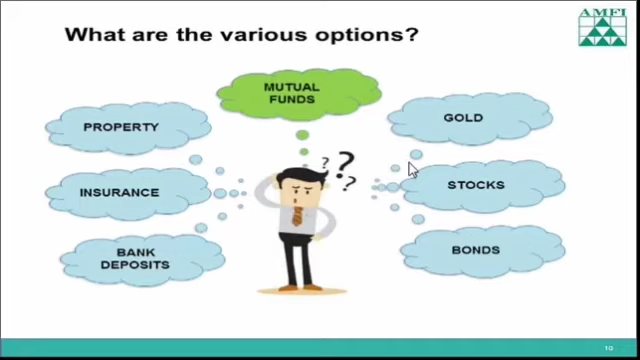 What are the various options?
AMFI
MUTUAL
FUNDS
PROPERTY
GOLD
INSURANCE
STOCKS
BANK
DEPOSITS
BONDS
? ? ?
10